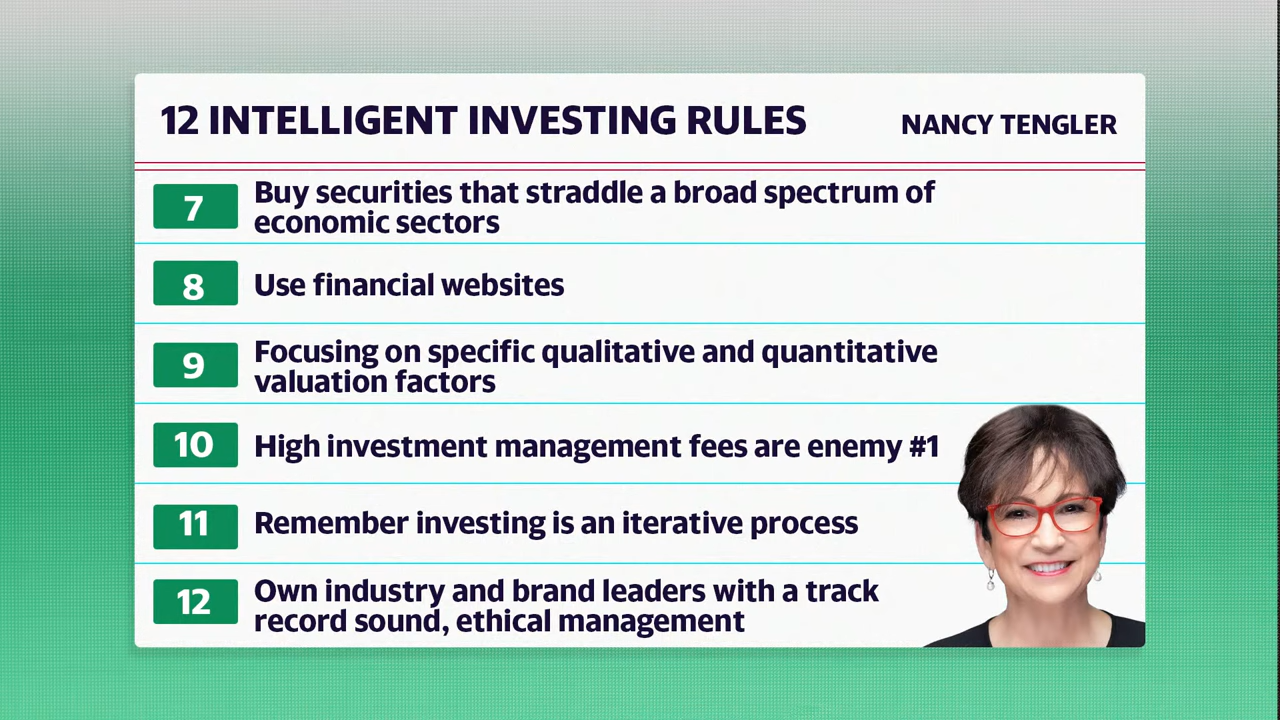 12 INTELLIGENT INVESTING RULES
NANCY TENGLER
7
Buy securities that straddle a broad spectrum of
economic sectors
8
Use financial websites
9
Focusing on specific qualitative and quantitative
valuation factors
10
High investment management fees are enemy #1
11
Remember investing is an iterative process
12
Own industry and brand leaders with a track
record sound, ethical management